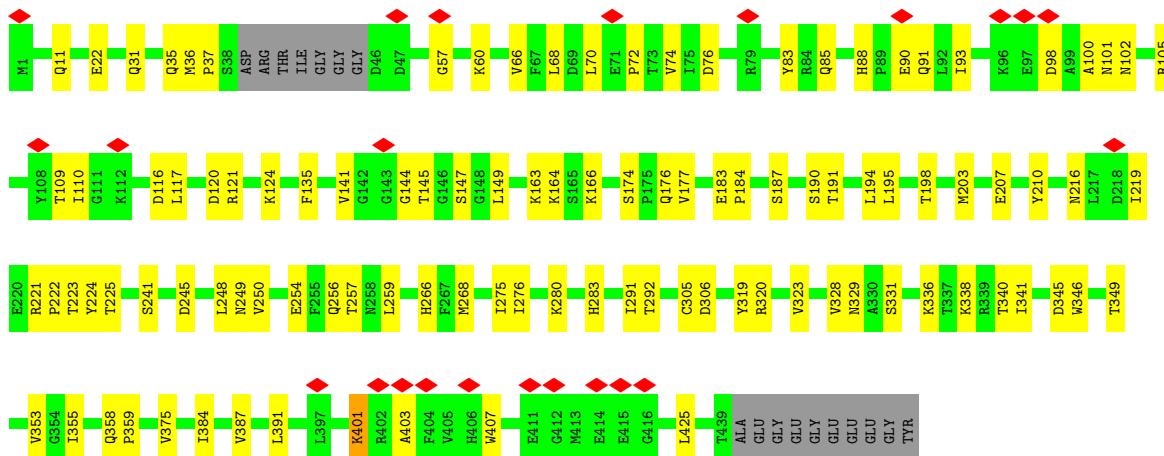 M1 Q11 E22 Q31 Q35 M36 P37 S38 ASP ARG THR ILE GLY GLY GLY D46 D47 G57 K60 V66 F67 L68 D69 L70 E71 P72 T73 V74 I75 D76 R79 Y83 R84 Q85 H88 P89 E90 Q91 L92 I93 K96 E97 D98 A99 A100 N101 N102
Y108 T109 I110 G111 K112 D116 L117 D120 R121 K124 F135 V141 G142 G143 G144 T145 G146 S147 G148 L149 K163 K164 S165 K166 S174 P175 Q176 V177 E183 P184 S187 S190 T191 L194 L195 T198 M203 E207 Y210 N216 L217 D218 I219
E220 R221 P222 T223 Y224 T225 S241 D245 L248 N249 V250 E254 F255 Q256 T257 N258 L259 H266 F267 M268 I275 I276 K280 H283 I291 T292 C305 D306 Y319 R320 V323 V328 N329 A330 S331 K336 T337 K338 R339 T340 I341 D345 W346 T349
V353 G354 I355 Q358 P359 V375 I384 V387 L391 L397 K401 R402 A403 F404 V405 H406 W407 E411 G412 M413 E414 E415 G416 L425 T439 ALA GLU GLY GLU GLY GLU GLU GLU GLY TYR